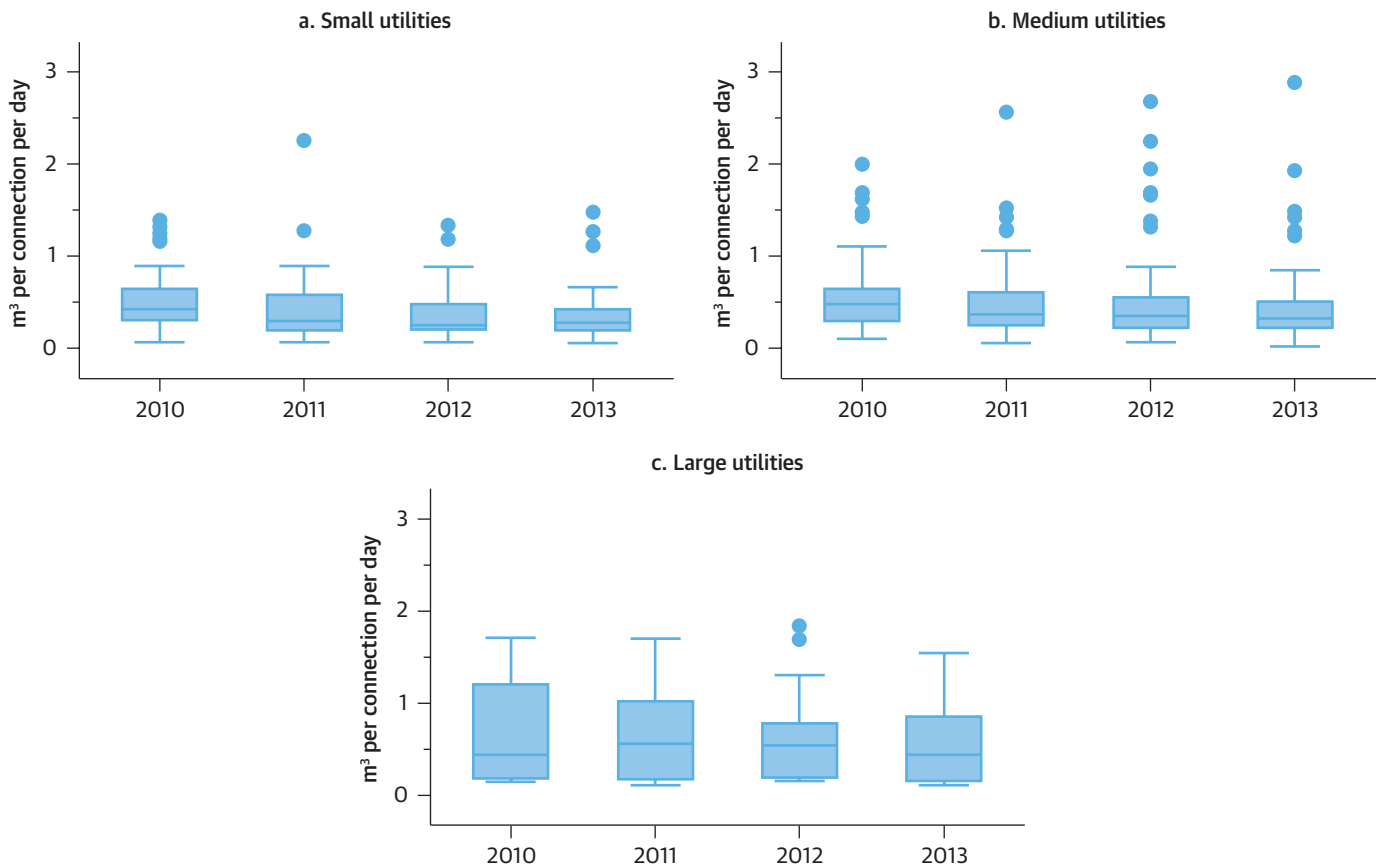 a. Small utilities
m³ per connection per day
3
2
1
0
2010 2011 2012 2013
b. Medium utilities
m³ per connection per day
3
2
1
0
2010 2011 2012 2013
c. Large utilities
m³ per connection per day
3
2
1
0
2010 2011 2012 2013